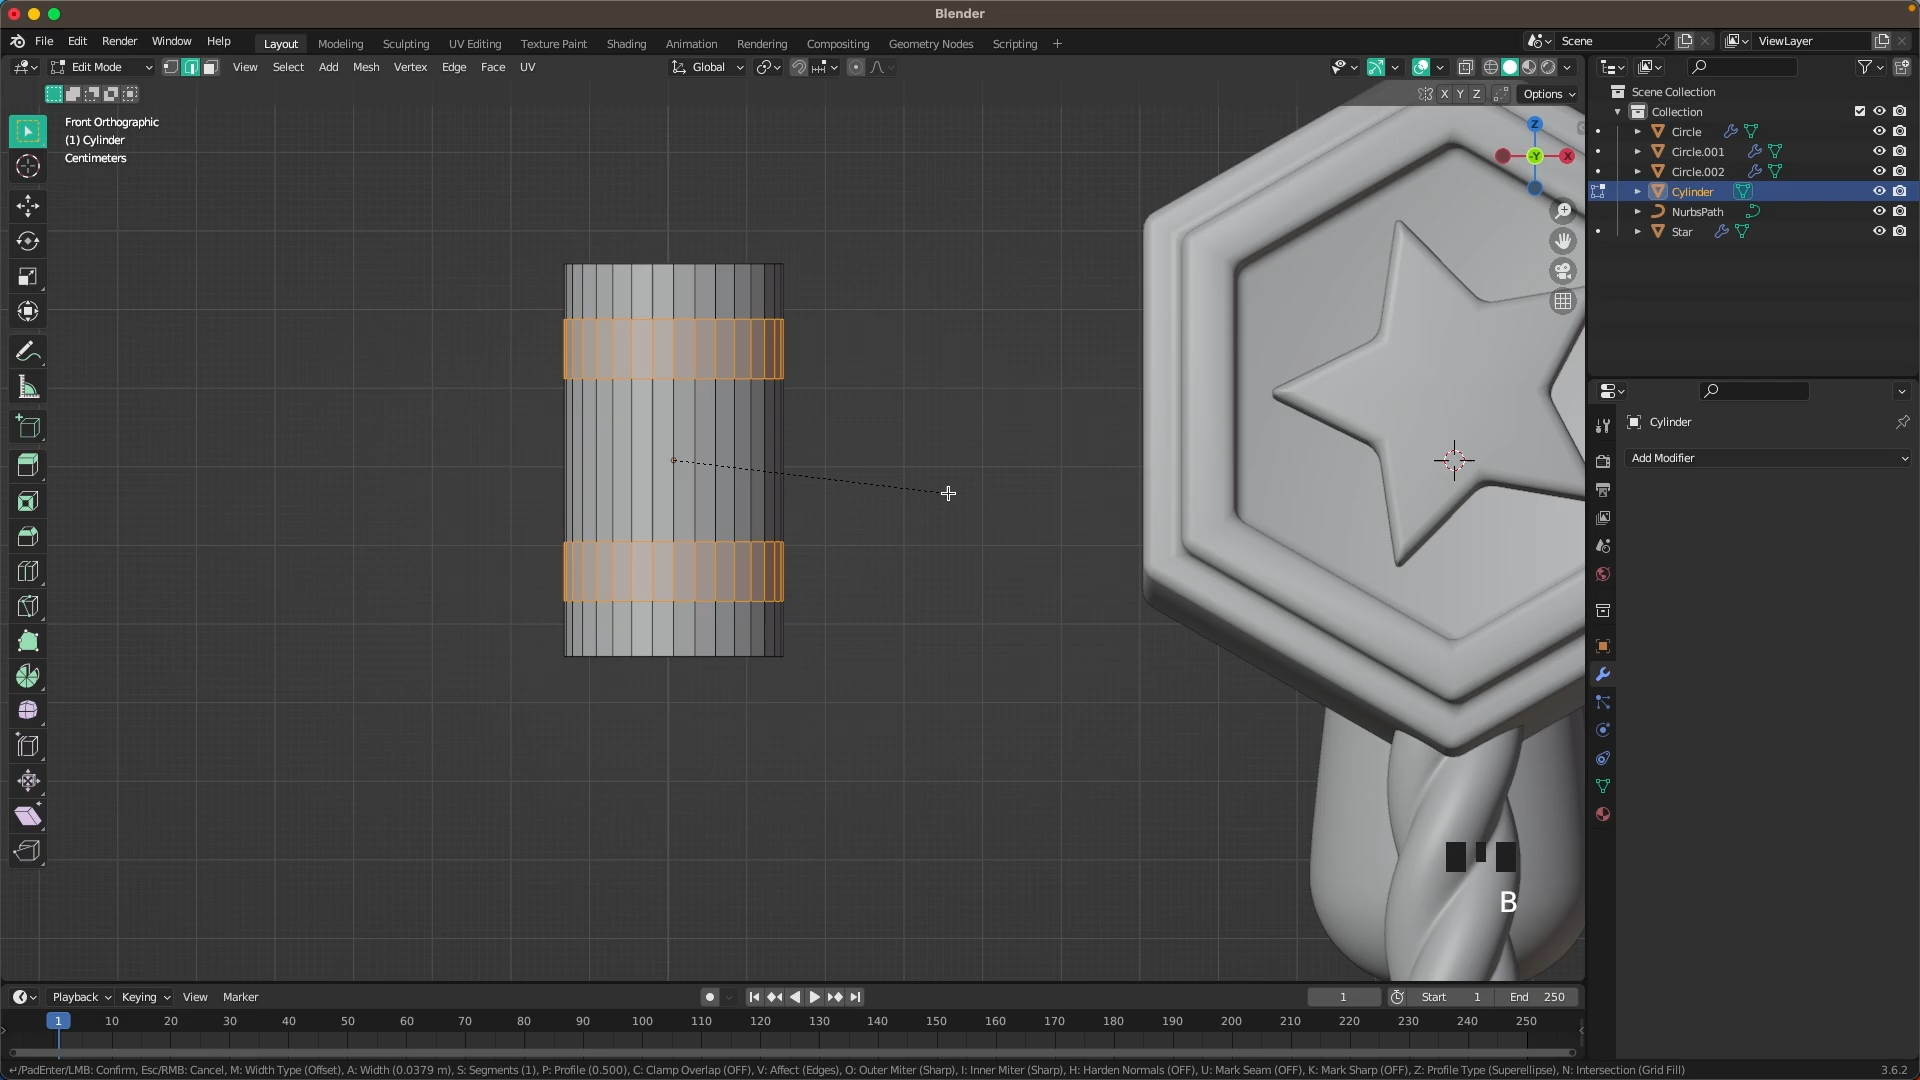 Blender
File Edit Render Window Help
Layout Modeling Sculpting UV Editing Texture Paint Shading Animation Rendering Compositing Geometry Nodes Scripting +
Scene
ViewLayer
Edit Mode View Select Add Mesh Vertex Edge Face UV
Global
X Y Z Options
Front Orthographic
(1) Cylinder
Centimeters
Z
-Y
X
Scene Collection
Collection
Circle
Circle.001
Circle.002
Cylinder
NurbsPath
Star
Cylinder
Add Modifier
B
Playback Keying View Marker
1 Start 1 End 250
1 10 20 30 40 50 60 70 80 90 100 110 120 130 140 150 160 170 180 190 200 210 220 230 240 250
↵/PadEnter/LMB: Confirm, Esc/RMB: Cancel, M: Width Type (Offset), A: Width (0.0379 m), S: Segments (1), P: Profile (0.500), C: Clamp Overlap (OFF), V: Affect (Edges), O: Outer Miter (Sharp), I: Inner Miter (Sharp), H: Harden Normals (OFF), U: Mark Seam (OFF), K: Mark Sharp (OFF), Z: Profile Type (Superellipse), N: Intersection (Grid Fill)
3.6.2